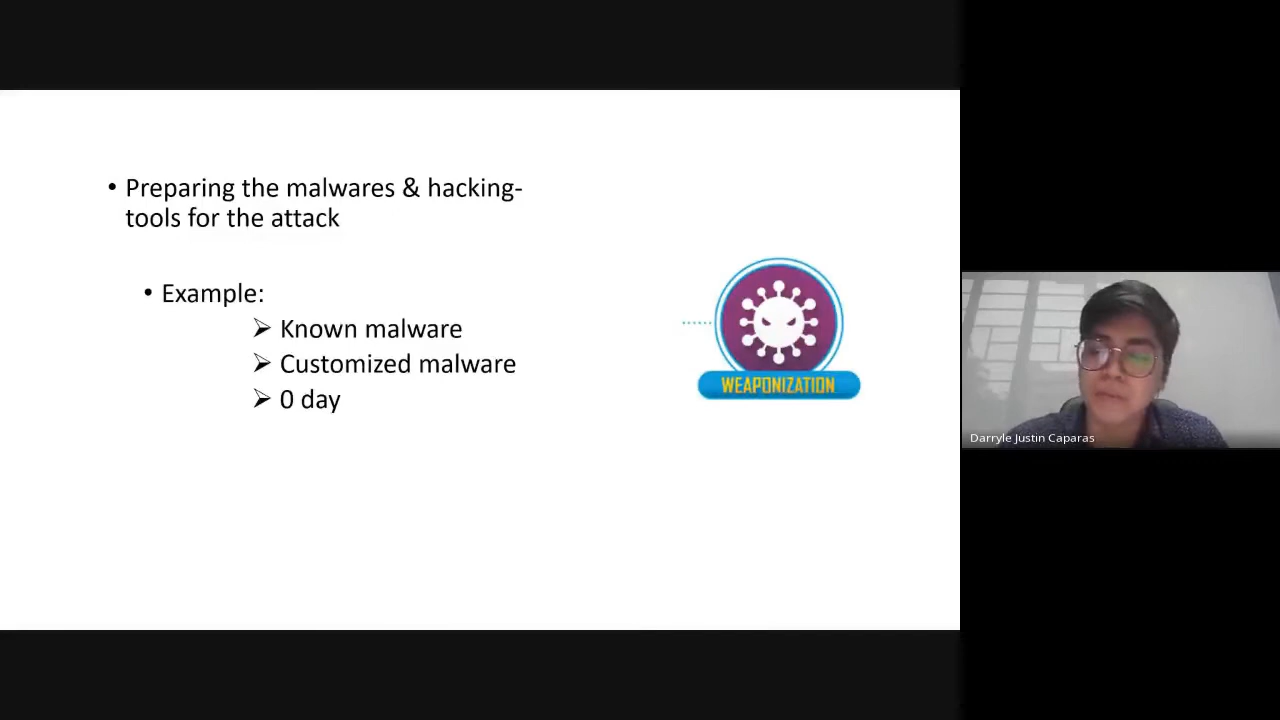 • Preparing the malwares & hacking-
tools for the attack
• Example:
➢ Known malware
➢ Customized malware
➢ 0 day
WEAPONIZATION
Darryle Justin Caparas